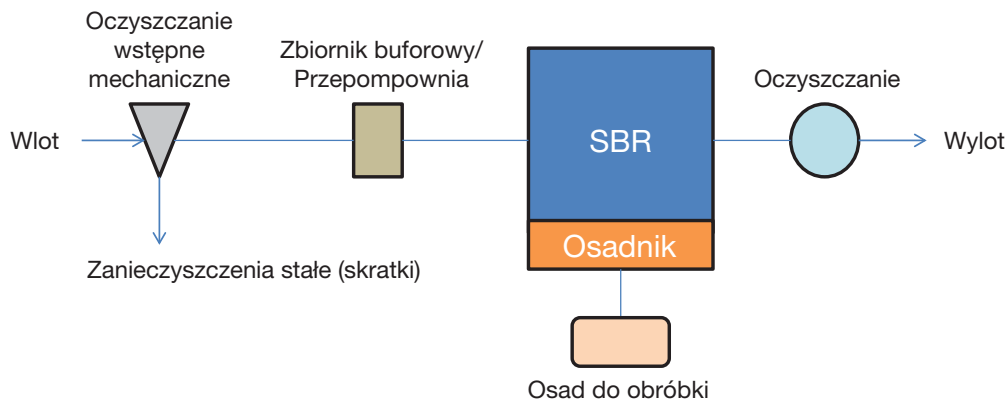 Oczyszczanie
wstępne
mechaniczne
Zbiornik buforowy/
Przepompownia
Oczyszczanie
Wlot
SBR
Wylot
Osadnik
Zanieczyszczenia stałe (skratki)
Osad do obróbki